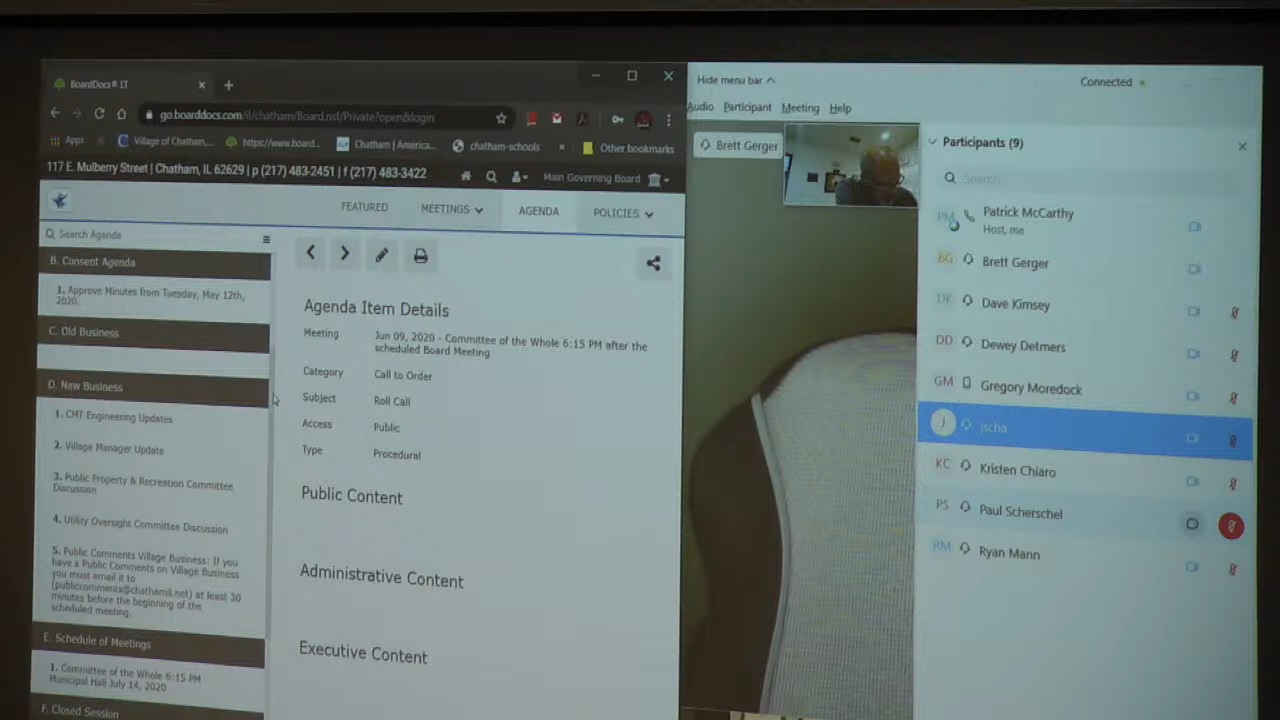 BoardDocs® LT
go.boarddocs.com/il/chatham/Board.nsf/Private?open&login
Apps
Village of Chatham,...
https://www.board...
Chatham | America...
chatham-schools
»
Other bookmarks
117 E. Mulberry Street | Chatham, IL 62629 | p (217) 483-2451 | f (217) 483-3422
Main Governing Board
FEATURED
MEETINGS
AGENDA
POLICIES
Search Agenda
B. Consent Agenda
1. Approve Minutes from Tuesday, May 12th,
2020.
C. Old Business
D. New Business
1. CMT Engineering Updates
2. Village Manager Update
3. Public Property & Recreation Committee
Discussion
4. Utility Oversight Committee Discussion
5. Public Comments Village Business: If you
have a Public Comments on Village Business
you must email it to
(publiccomments@chathamil.net) at least 30
minutes before the beginning of the
scheduled meeting.
E. Schedule of Meetings
1. Committee of the Whole 6:15 PM
Municipal Hall July 14, 2020
F. Closed Session
Agenda Item Details
Meeting
Jun 09, 2020 - Committee of the Whole 6:15 PM after the
scheduled Board Meeting
Category
Call to Order
Subject
Roll Call
Access
Public
Type
Procedural
Public Content
Administrative Content
Executive Content
Hide menu bar
Connected
Audio
Participant
Meeting
Help
Brett Gerger
Participants (9)
Search
PM
Patrick McCarthy
Host, me
BG
Brett Gerger
DK
Dave Kimsey
DD
Dewey Detmers
GM
Gregory Moredock
J
jscha
KC
Kristen Chiaro
PS
Paul Scherschel
RM
Ryan Mann